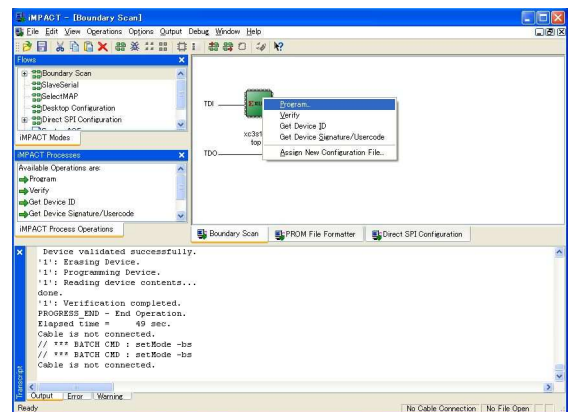 iMPACT - [Boundary Scan]
File Edit View Operations Options Output Debug Window Help
Flows
Boundary Scan
SlaveSerial
SelectMAP
Desktop Configuration
Direct SPI Configuration
iMPACT Modes
iMPACT Processes
Available Operations are:
Program
Verify
Get Device ID
Get Device Signature/Usercode
iMPACT Process Operations
TDI
xc3s1
top
TDO
Program...
Verify
Get Device ID
Get Device Signature/Usercode
Assign New Configuration File...
Boundary Scan PROM File Formatter Direct SPI Configuration
Device validated successfully.
'1': Erasing Device.
'1': Programming Device.
'1': Reading device contents...
done.
'1': Verification completed.
PROGRESS_END - End Operation.
Elapsed time = 49 sec.
Cable is not connected.
// *** BATCH CMD : setMode -bs
// *** BATCH CMD : setMode -bs
Cable is not connected.
Transcript
Output Error Warning
Ready
No Cable Connection No File Open